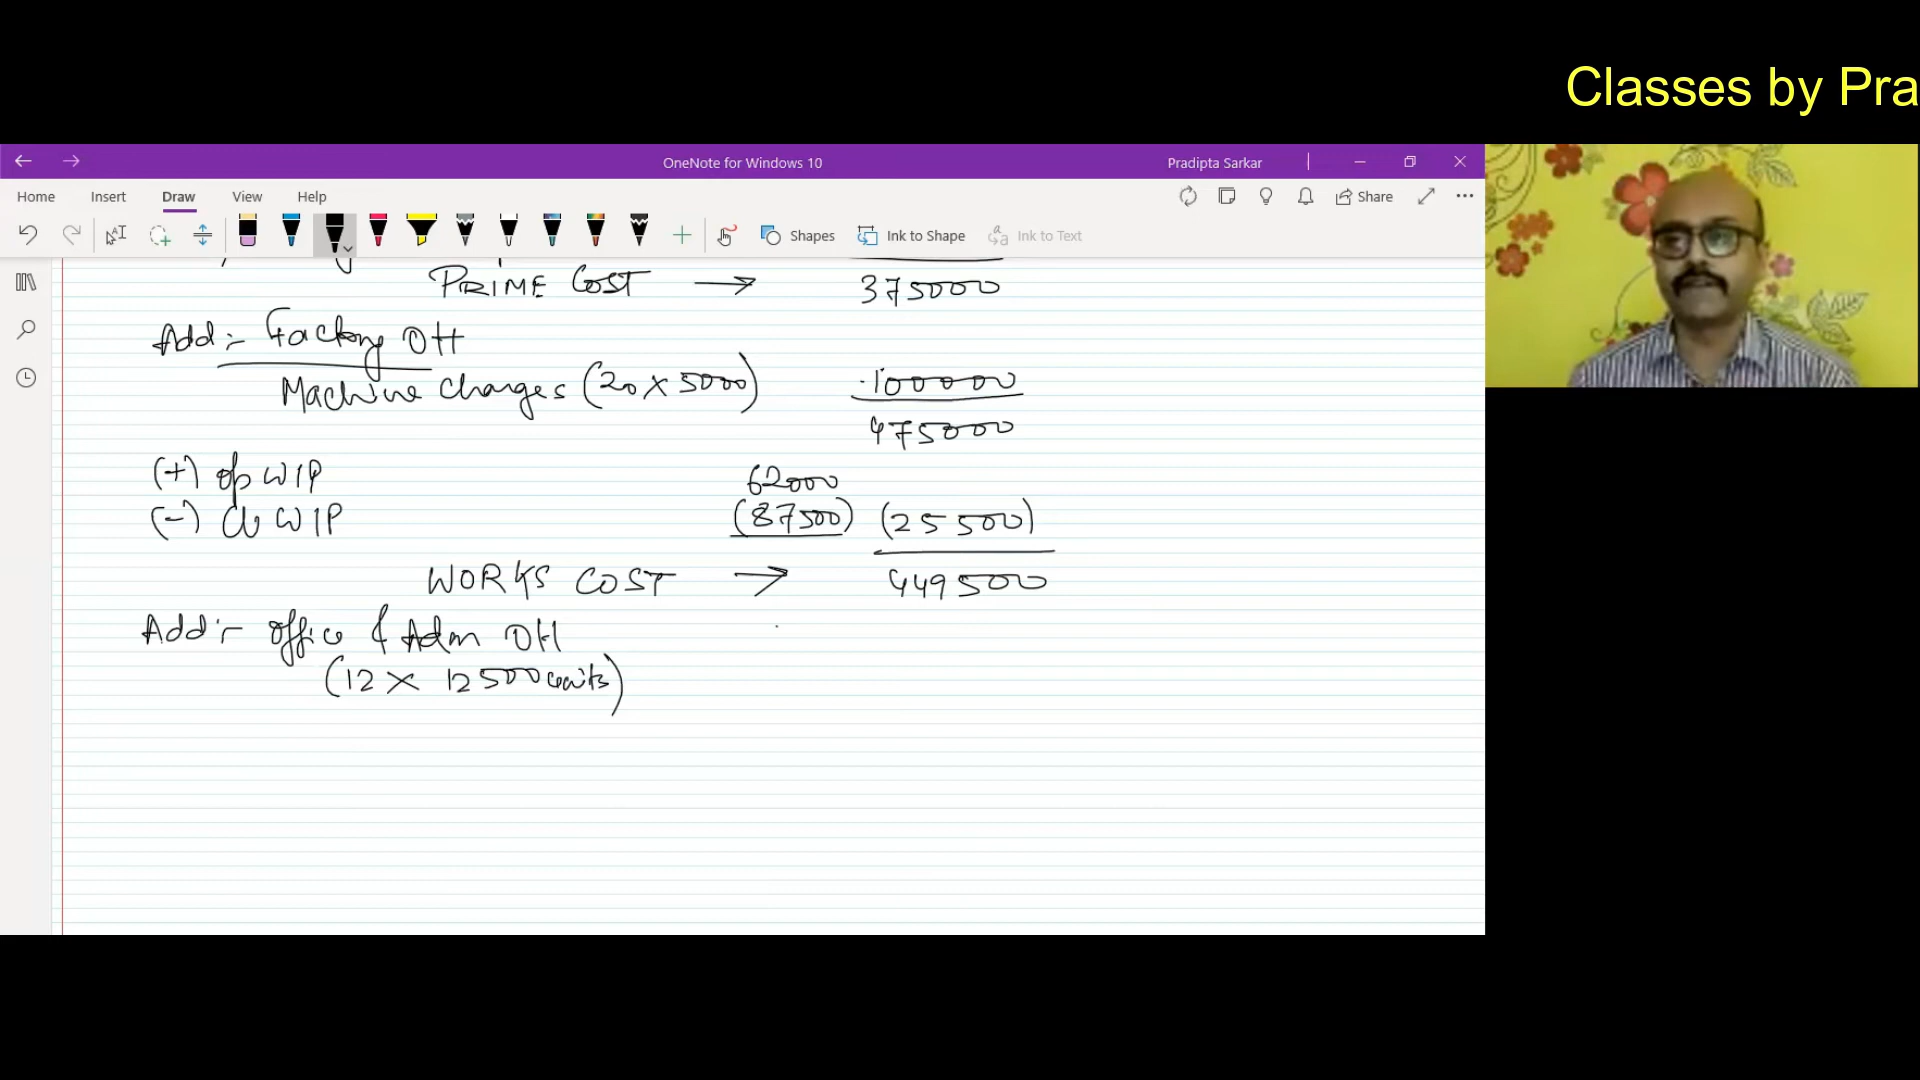 Classes by Pra
OneNote for Windows 10
Pradipta Sarkar
Home Insert Draw View Help
Share
Shapes Ink to Shape Ink to Text
PRIME COST → 375000
Add:- Factory OH
Machine Charges (20 x 5000) 100000
475000
(+) op WIP 62000
(-) Cl WIP (87500) (25500)
WORKS COST → 449500
Add:- office & Adm OH
(12 x 12500 units)